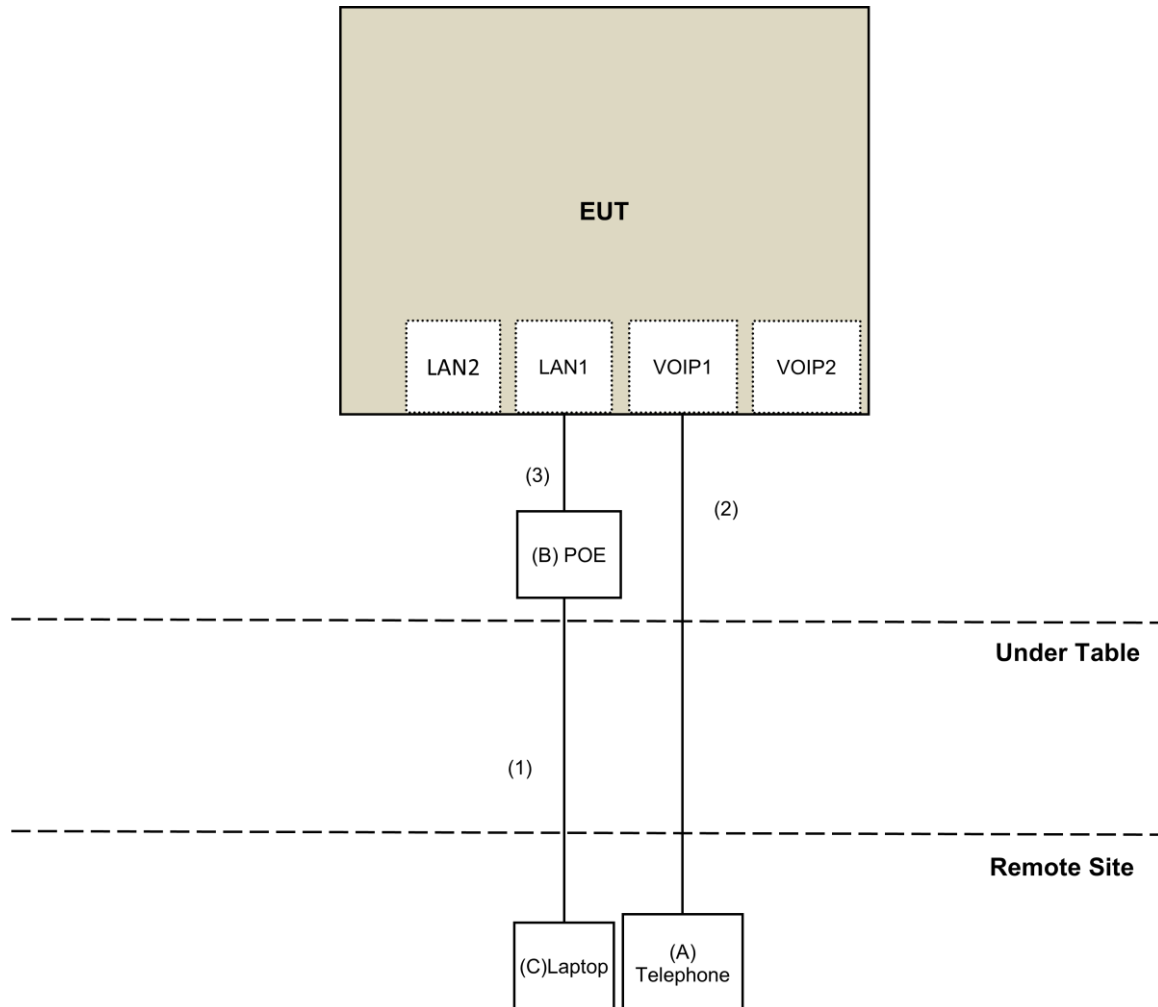 EUT
LAN2
LAN1
VOIP1
VOIP2
(3)
(2)
(B) POE
Under Table
(1)
Remote Site
(C)Laptop
(A)
Telephone